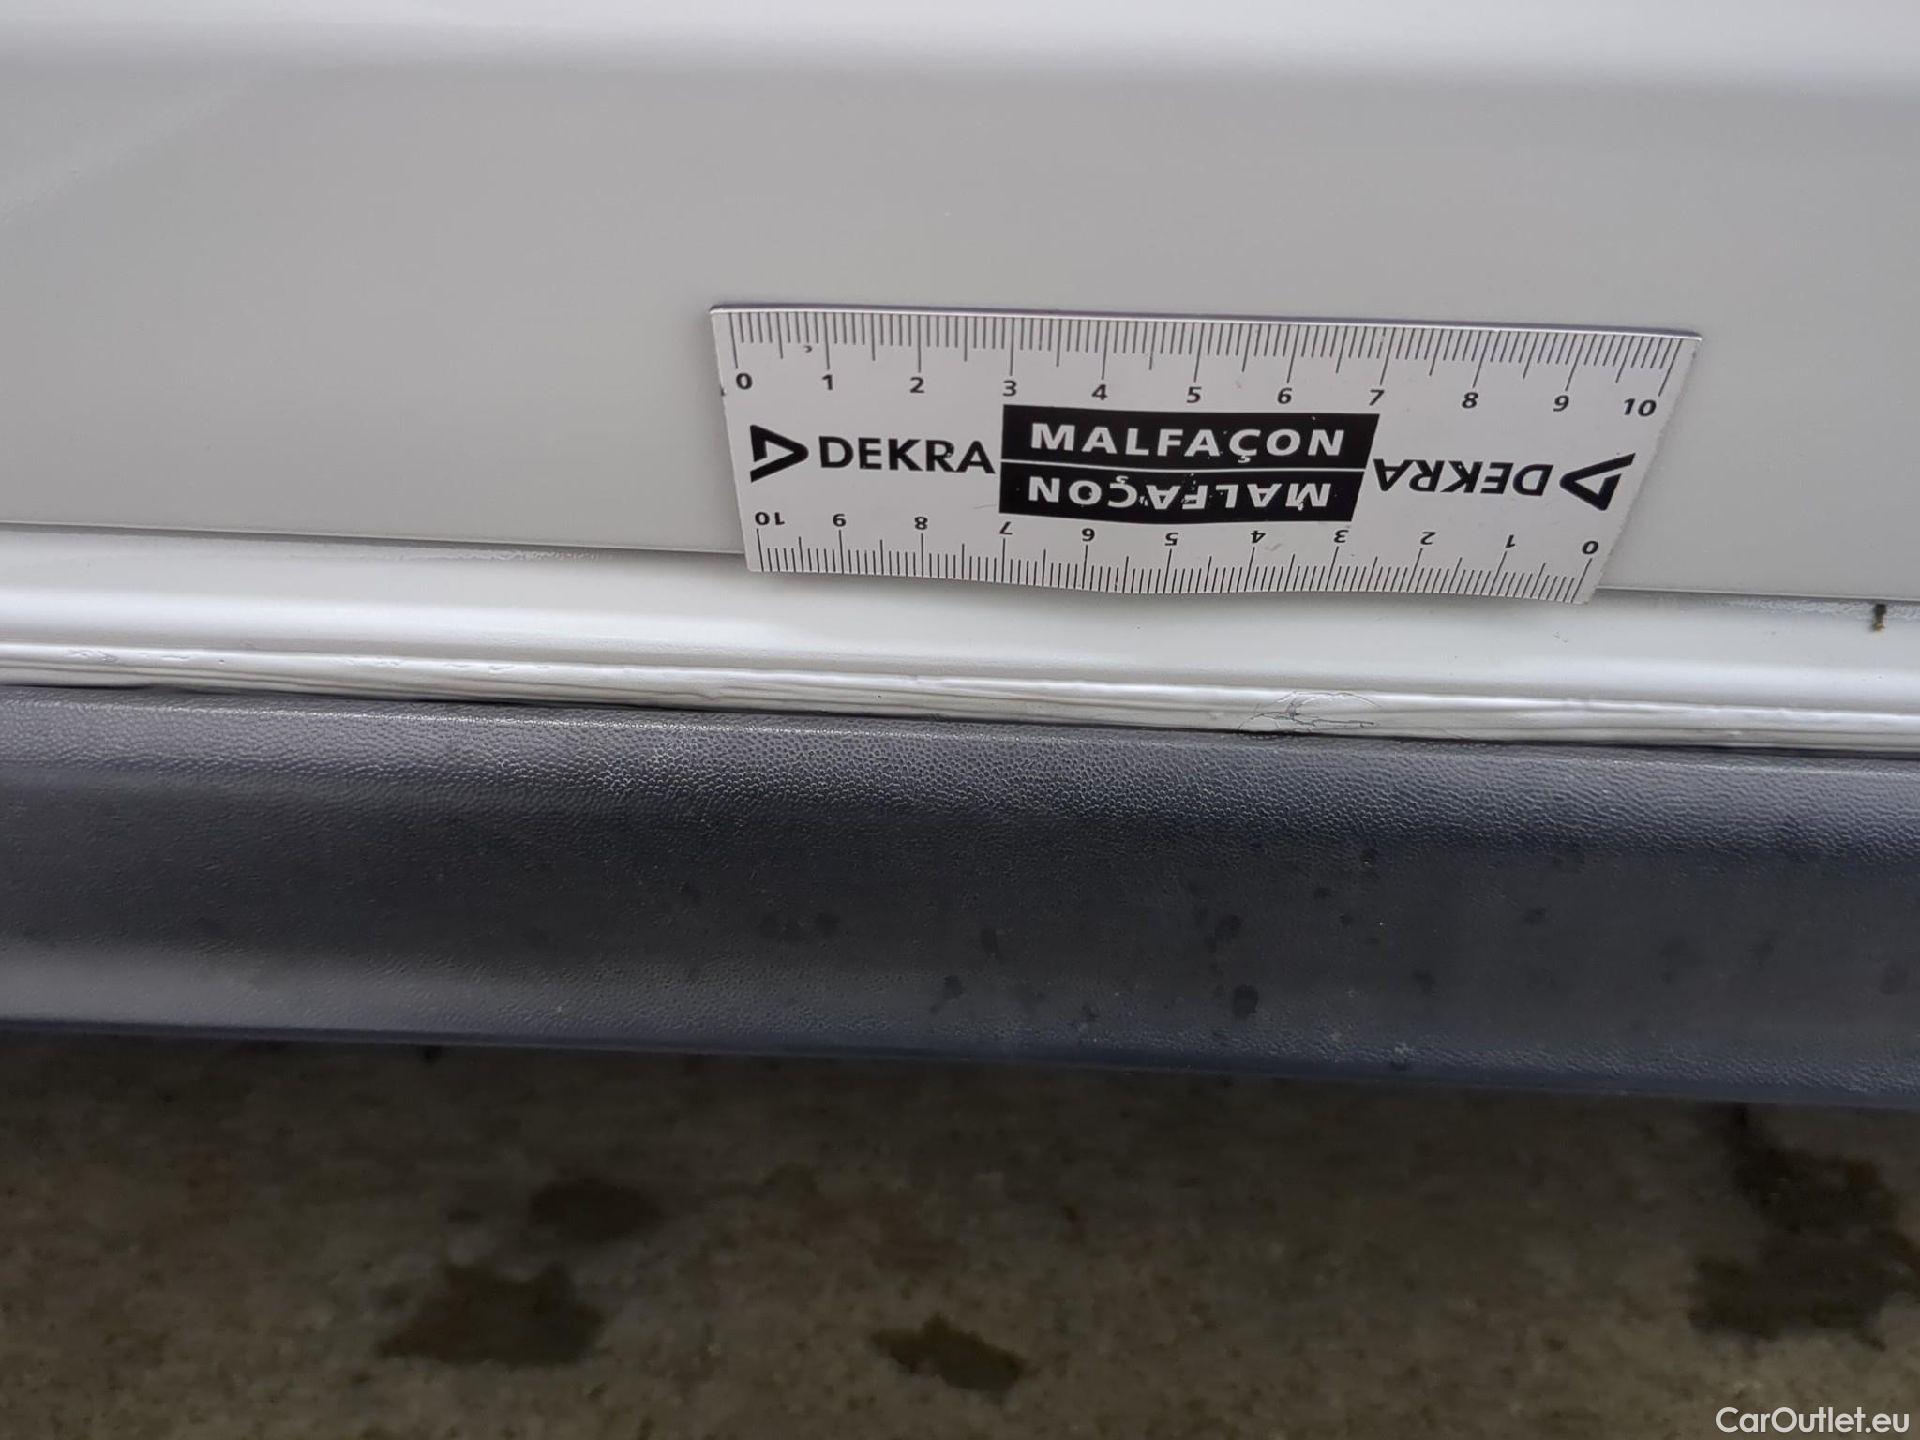 0 1 2 3 4 5 6 7 8 9 10
DEKRA MALFAÇON DEKRA
MALFAÇON
10 9 8 7 6 5 4 3 2 1 0
CarOutlet.eu